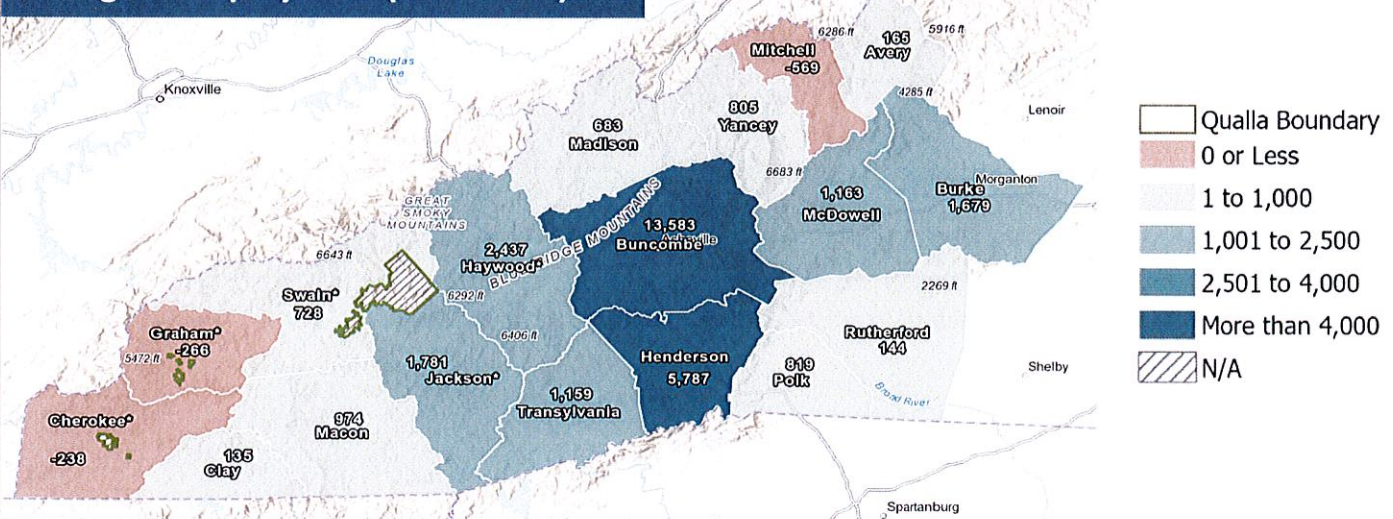 6286 ft
165
Avery
5916 ft
Mitchell
-569
Douglas
Lake
Knoxville
4285 ft
Lenoir
805
Yancey
683
Madison
6683 ft
1,163
McDowell
Morganton
Burke
1,679
GREAT
SMOKY
MOUNTAINS
BLUE RIDGE MOUNTAINS
13,583
Buncombe
Asheville
2,437
Haywood*
6643 ft
Swain*
728
6292 ft
2269 ft
Graham*
-266
5472 ft
6406 ft
Henderson
5,787
Rutherford
144
819
Polk
Shelby
1,781
Jackson*
1,159
Transylvania
Broad River
Cherokee*
-238
974
Macon
135
Clay
Spartanburg
Qualla Boundary
0 or Less
1 to 1,000
1,001 to 2,500
2,501 to 4,000
More than 4,000
N/A